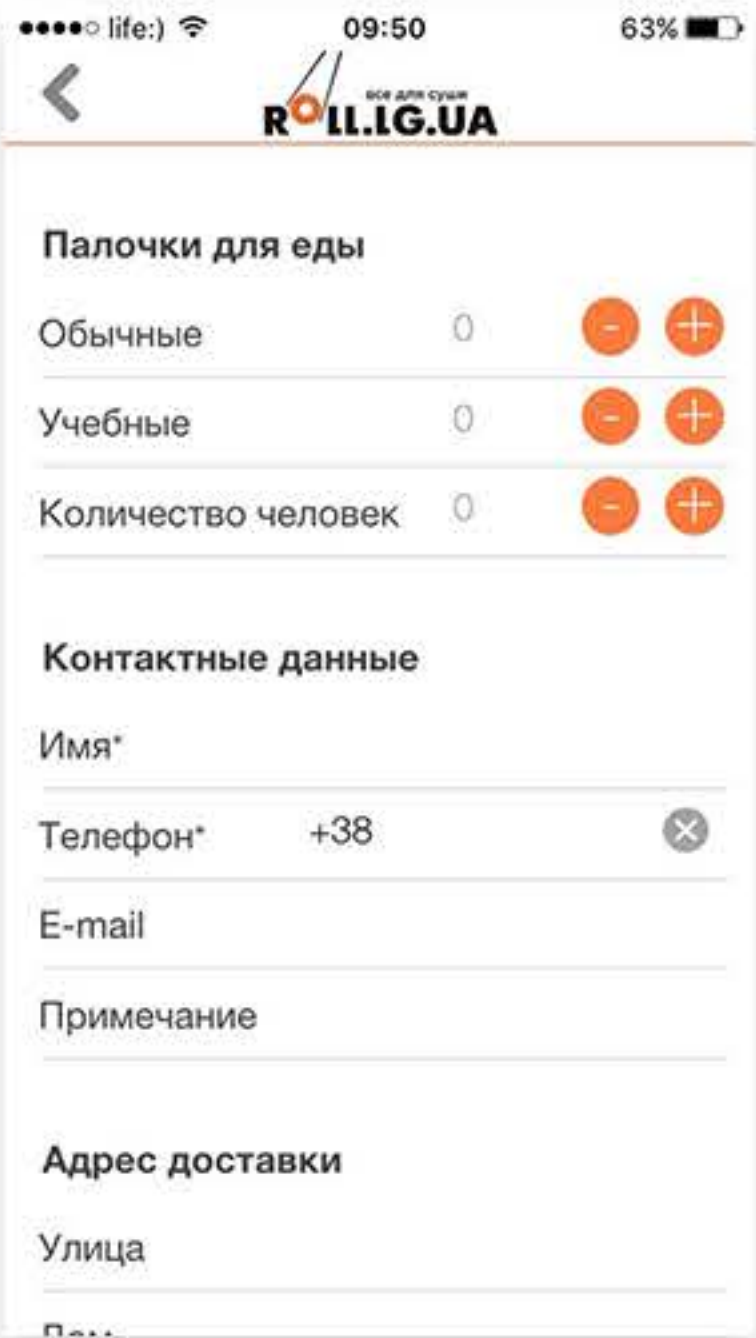 life:) 09:50 63%
все для суши
ROLL.LG.UA
Палочки для еды
Обычные 0 - +
Учебные 0 - +
Количество человек 0 - +
Контактные данные
Имя*
Телефон* +38
E-mail
Примечание
Адрес доставки
Улица